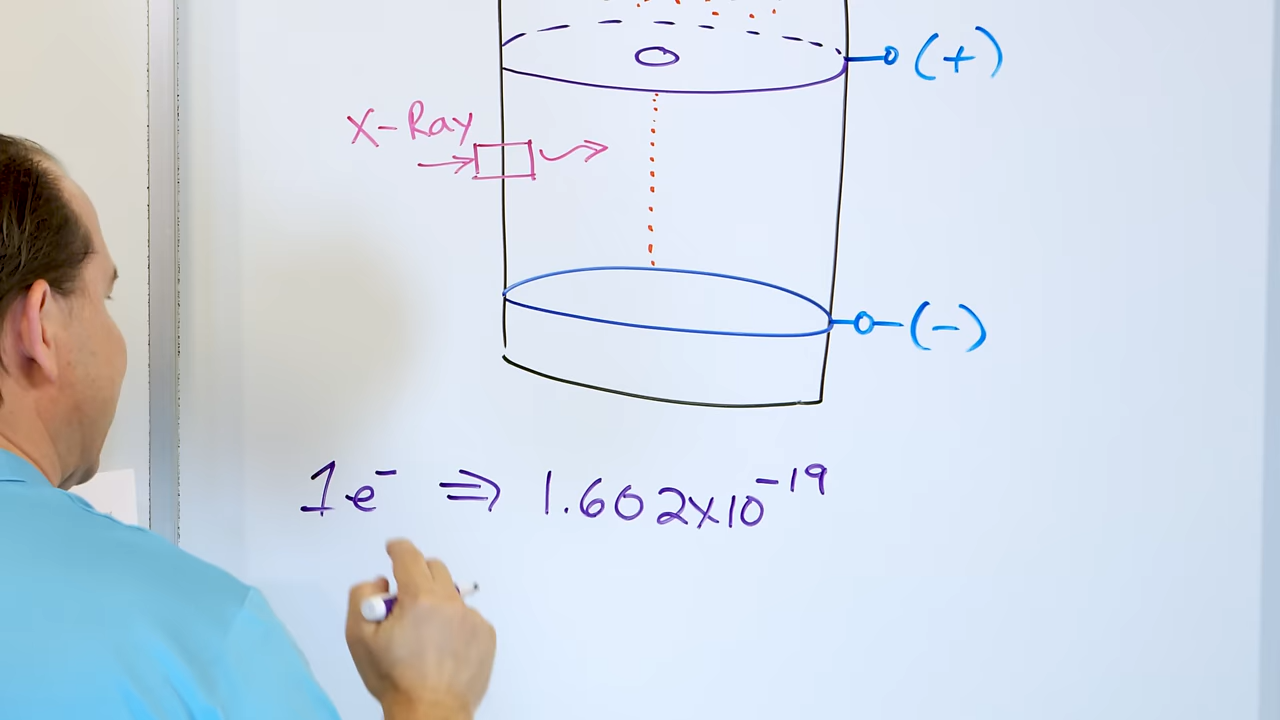 (+)
X-Ray
(-)
1e⁻ ⇒ 1.602x10⁻¹⁹